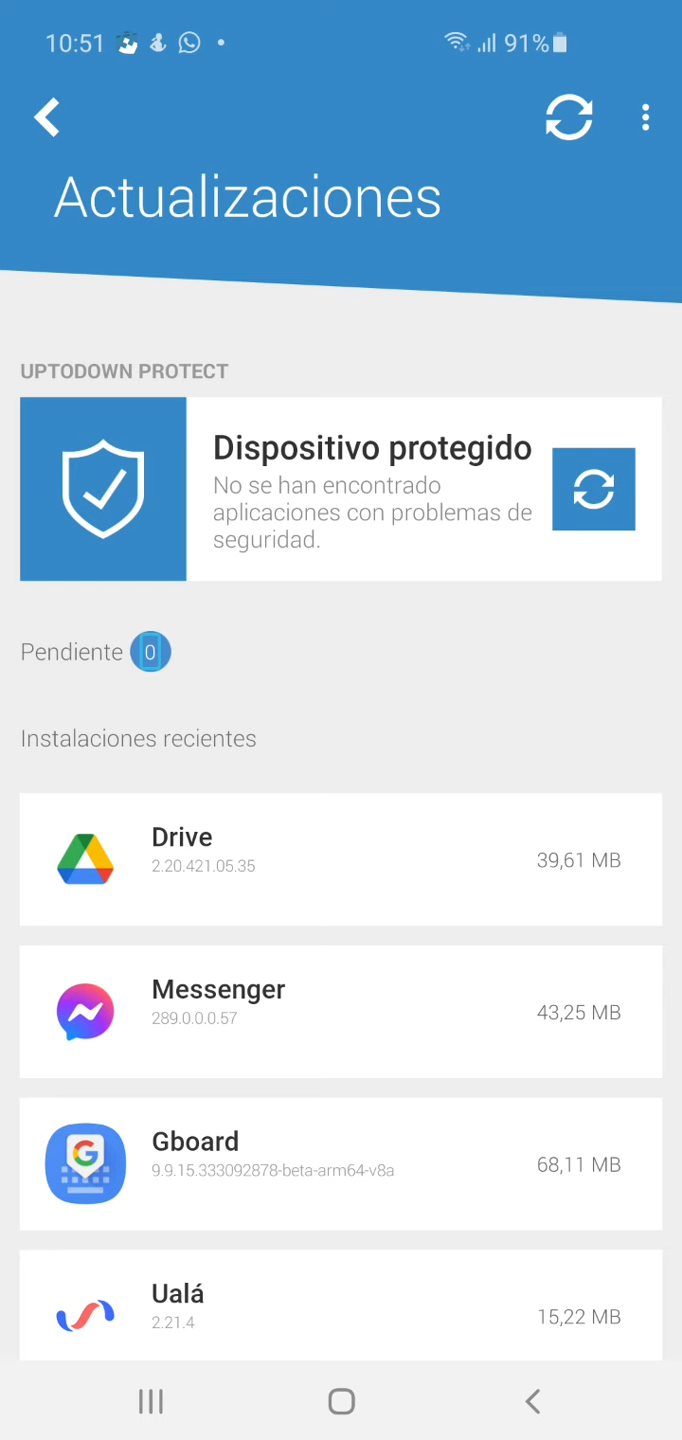 10:51
91%
Actualizaciones
UPTODOWN PROTECT
Dispositivo protegido
No se han encontrado
aplicaciones con problemas de
seguridad.
Pendiente 0
Instalaciones recientes
Drive
2.20.421.05.35
39,61 MB
Messenger
289.0.0.0.57
43,25 MB
G
Gboard
9.9.15.333092878-beta-arm64-v8a
68,11 MB
Ualá
2.21.4
15,22 MB